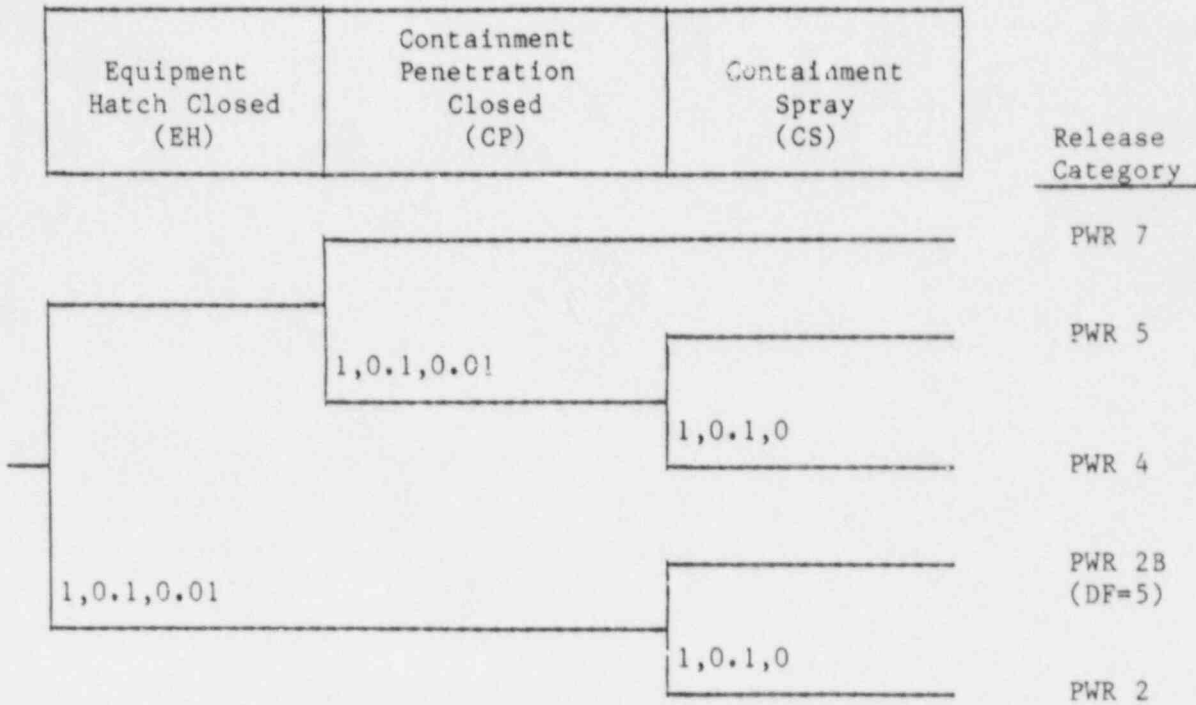 Equipment
Hatch Closed
(EH)
Containment
Penetration
Closed
(CP)
Containment
Spray
(CS)
Release
Category
PWR 7
PWR 5
1,0.1,0.01
1,0.1,0
PWR 4
PWR 2B
(DF=5)
1,0.1,0.01
1,0.1,0
PWR 2